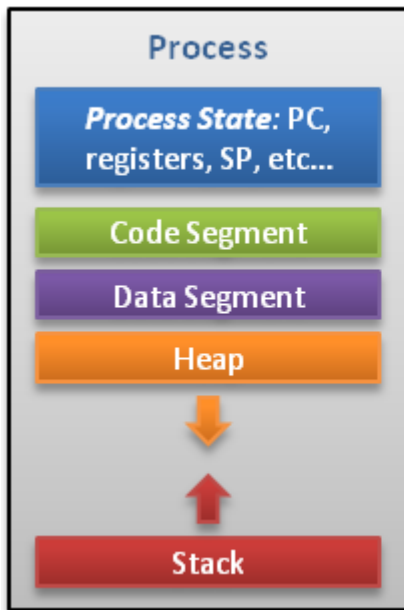 Process
Process State: PC,
registers, SP, etc...
Code Segment
Data Segment
Heap
Stack